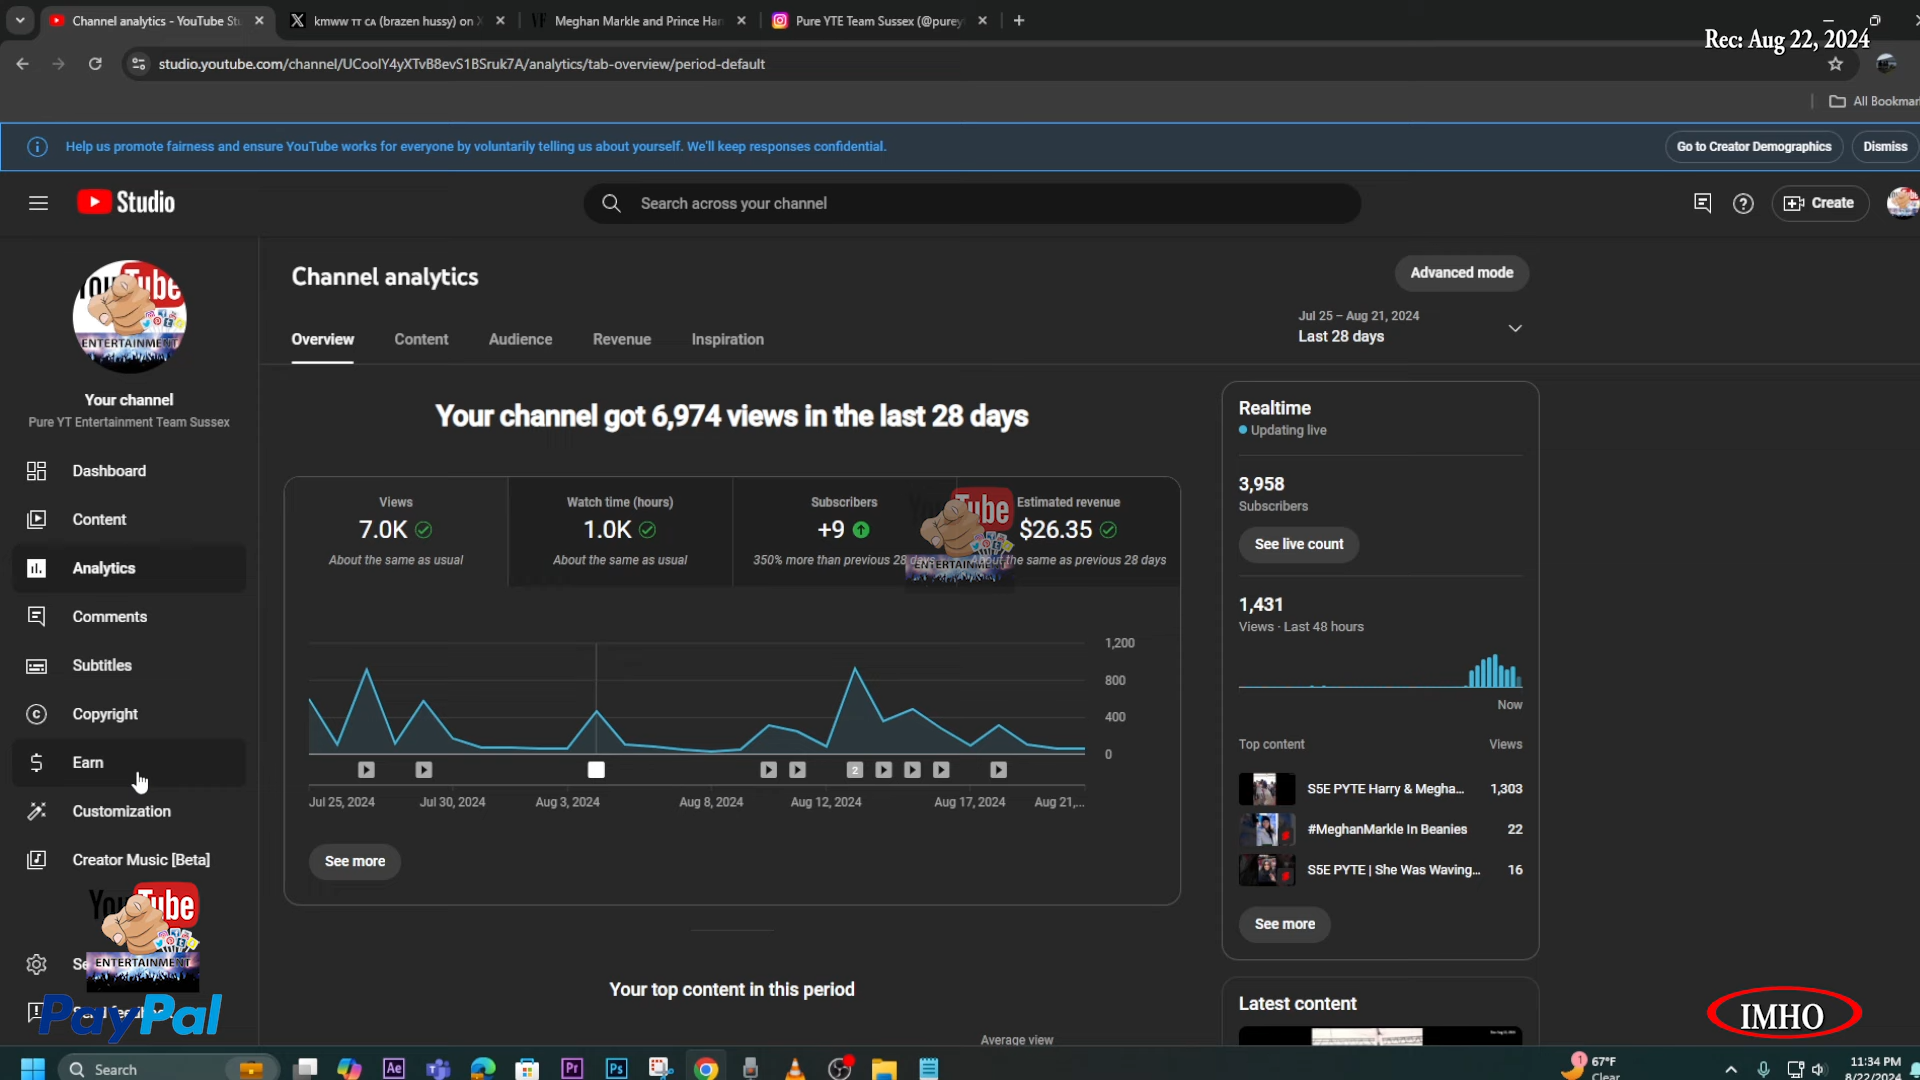 Channel analytics - YouTube Stu
kmww тт cᴀ (brazen hussy) on X
Meghan Markle and Prince Har
Pure YTE Team Sussex (@purey
Rec: Aug 22, 2024
studio.youtube.com/channel/UCoolY4yXTvB8evS1BSruk7A/analytics/tab-overview/period-default
All Bookmar
Help us promote fairness and ensure YouTube works for everyone by voluntarily telling us about yourself. We'll keep responses confidential.
Go to Creator Demographics
Dismiss
Studio
Search across your channel
Create
Your channel
Pure YT Entertainment Team Sussex
Dashboard
Content
Analytics
Comments
Subtitles
Copyright
Earn
Customization
Creator Music [Beta]
YouTube
ENTERTAINMENT
PayPal
Channel analytics
Advanced mode
Overview
Content
Audience
Revenue
Inspiration
Jul 25 – Aug 21, 2024
Last 28 days
Your channel got 6,974 views in the last 28 days
Views
7.0K
About the same as usual
Watch time (hours)
1.0K
About the same as usual
Subscribers
+9
350% more than previous 28 days
Estimated revenue
$26.35
About the same as previous 28 days
ENTERTAINMENT
1,200
800
400
0
2
Jul 25, 2024
Jul 30, 2024
Aug 3, 2024
Aug 8, 2024
Aug 12, 2024
Aug 17, 2024
Aug 21,...
See more
Your top content in this period
Average view
Realtime
Updating live
3,958
Subscribers
See live count
1,431
Views · Last 48 hours
Now
Top content
Views
S5E PYTE Harry & Megha...
1,303
#MeghanMarkle In Beanies
22
S5E PYTE | She Was Waving...
16
See more
Latest content
IMHO
Search
67°F
Clear
11:34 PM
8/22/2024